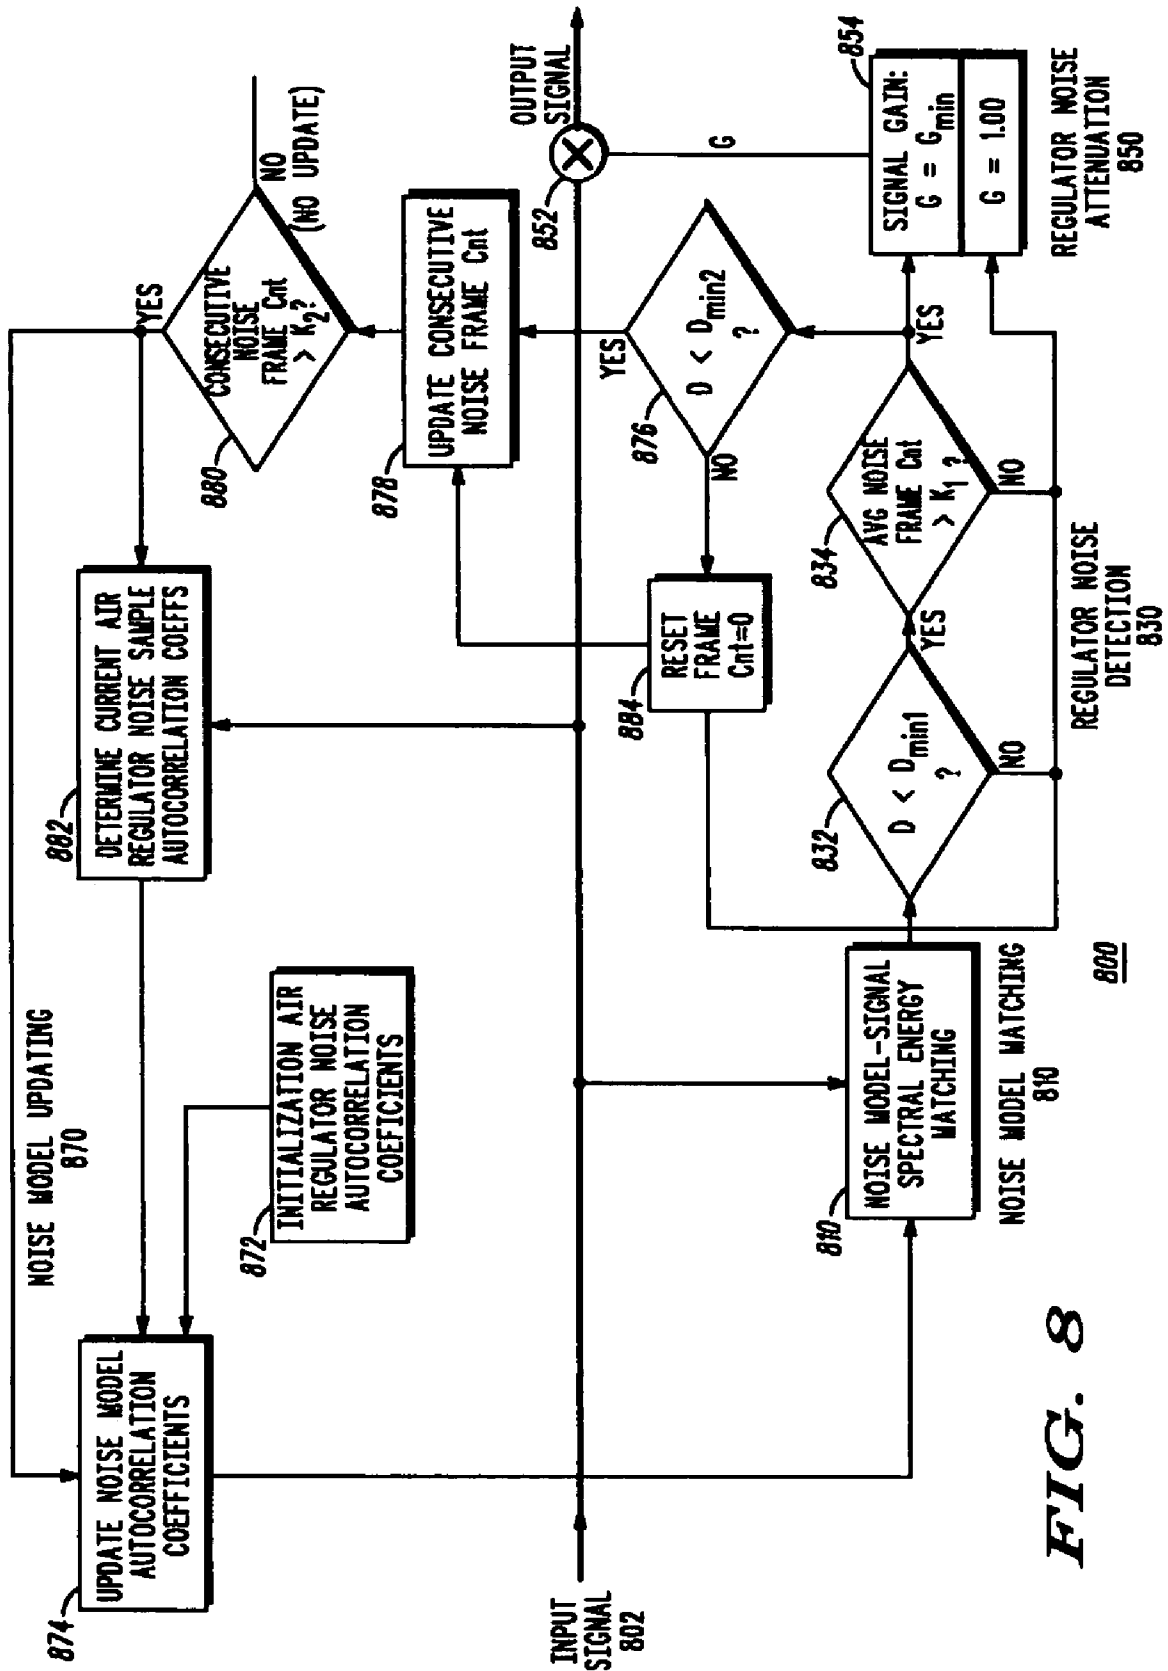 NOISE MODEL UPDATING
870
874
UPDATE NOISE MODEL
AUTOCORRELATION
COEFFICIENTS
872
INITIALIZATION AIR
REGULATOR NOISE
AUTOCORRELATION
COEFICIENTS
882
DETERMINE CURRENT AIR
REGULATOR NOISE SAMPLE
AUTOCORRELATION COEFFS
YES
880
CONSECUTIVE
NOISE
FRAME Cnt
> K2?
NO
(NO UPDATE)
878
UPDATE CONSECUTIVE
NOISE FRAME Cnt
INPUT
SIGNAL
802
852
OUTPUT
SIGNAL
G
884
RESET
FRAME
Cnt=0
YES
876
D < Dmin2
?
NO
810
NOISE MODEL-SIGNAL
SPECTRAL ENERGY
MATCHING
NOISE MODEL MATCHING
810
832
D < Dmin1
?
YES
NO
834
AVG NOISE
FRAME Cnt
> K1 ?
YES
NO
REGULATOR NOISE
DETECTION
830
854
SIGNAL GAIN:
G = Gmin
G = 1.00
REGULATOR NOISE
ATTENUATION
850
800
FIG. 8